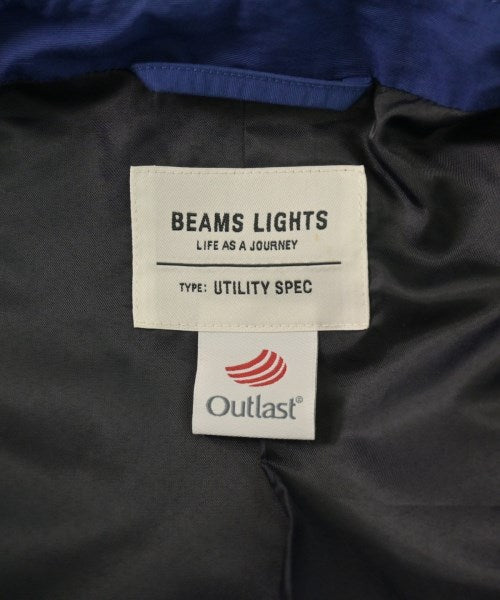 BEAMS LIGHTS
LIFE AS A JOURNEY
TYPE: UTILITY SPEC
Outlast®